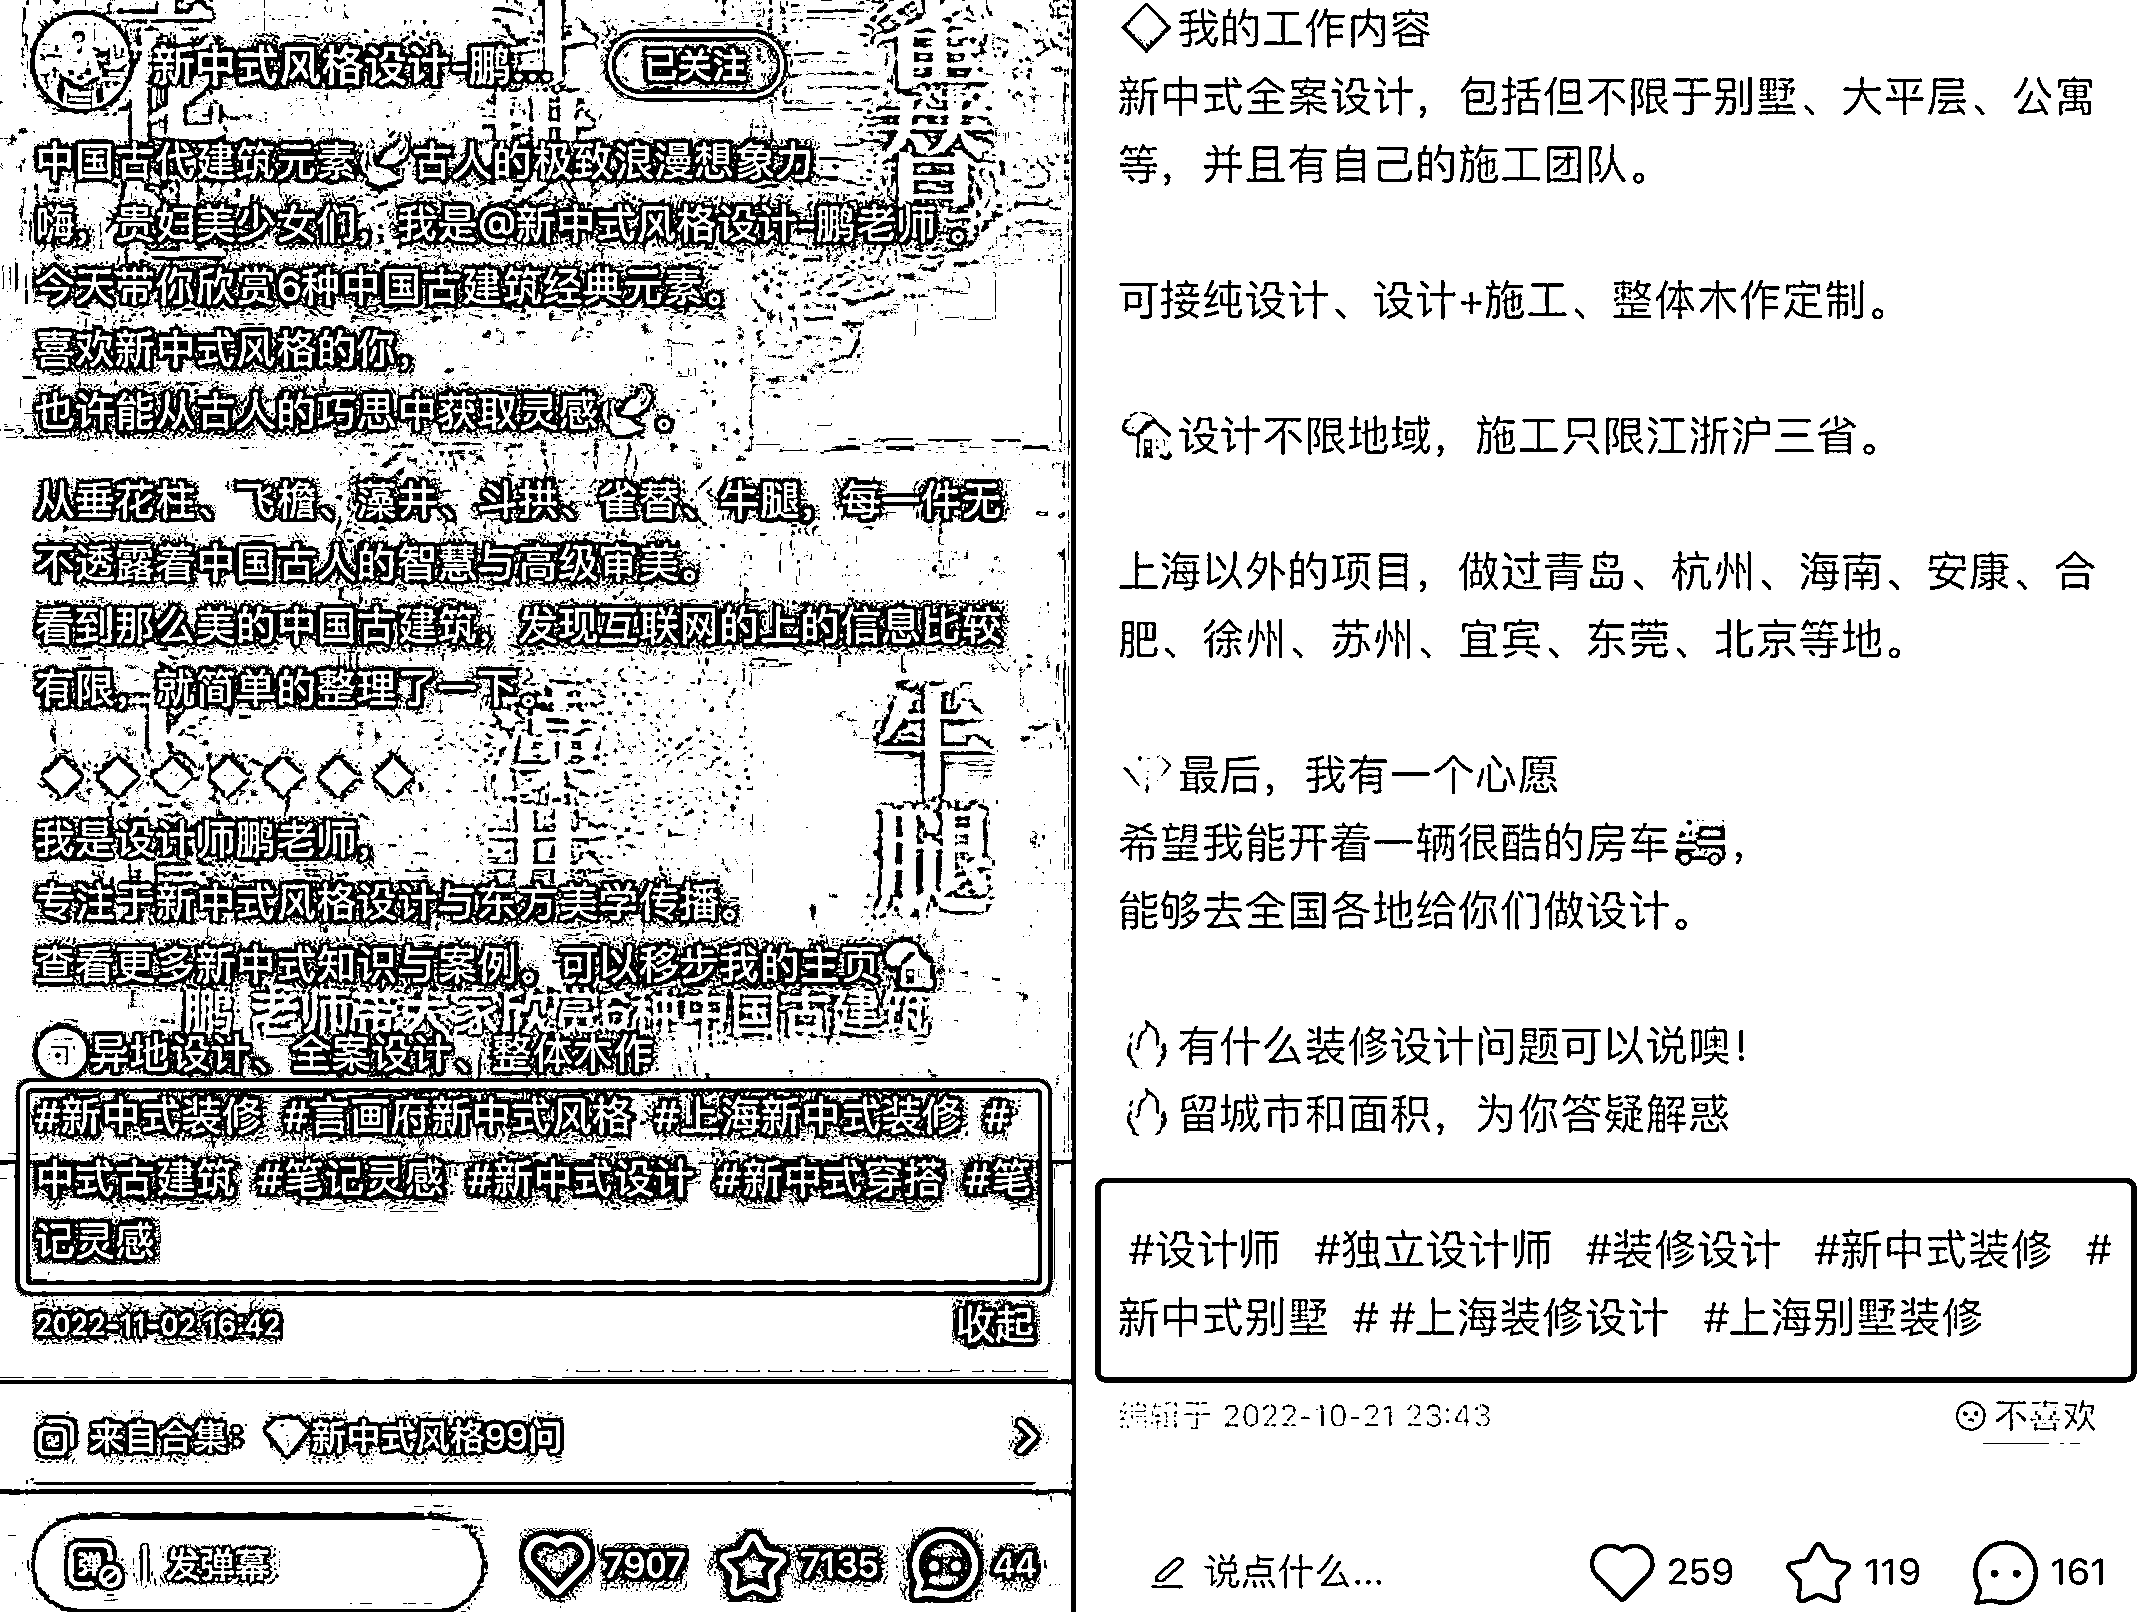 新中式风格设计-鹏...
已关注
中国古代建筑元素🕊古人的极致浪漫想象力
嗨，贵妇美少女们，我是@新中式风格设计-鹏老师。
今天带你欣赏6种中国古建筑经典元素。
喜欢新中式风格的你，
也许能从古人的巧思中获取灵感🕊。
从垂花柱、飞檐、藻井、斗拱、雀替、牛腿，每一件无
不透露着中国古人的智慧与高级审美。
看到那么美的中国古建筑，发现互联网的上的信息比较
有限，就简单的整理了一下。
牛腿
我是设计师鹏老师，
专注于新中式风格设计与东方美学传播。
查看更多新中式知识与案例。可以移步我的主页🏠
鹏老师带大家欣赏6种中国古建筑
可异地设计、全案设计、整体木作
#新中式装修 #言画府新中式风格 #上海新中式装修 #
中式古建筑 #笔记灵感 #新中式设计 #新中式穿搭 #笔
记灵感
2022-11-02 16:42
收起
来自合集：💎新中式风格99问
弹 发弹幕
7907
7135
44
◇我的工作内容
新中式全案设计，包括但不限于别墅、大平层、公寓
等，并且有自己的施工团队。
可接纯设计、设计+施工、整体木作定制。
🏠设计不限地域，施工只限江浙沪三省。
上海以外的项目，做过青岛、杭州、海南、安康、合
肥、徐州、苏州、宜宾、东莞、北京等地。
最后，我有一个心愿
希望我能开着一辆很酷的房车🚚，
能够去全国各地给你们做设计。
🔥有什么装修设计问题可以说噢！
🔥留城市和面积，为你答疑解惑
#设计师 #独立设计师 #装修设计 #新中式装修 #
新中式别墅 # #上海装修设计 #上海别墅装修
编辑于 2022-10-21 23:43
不喜欢
说点什么...
259
119
161